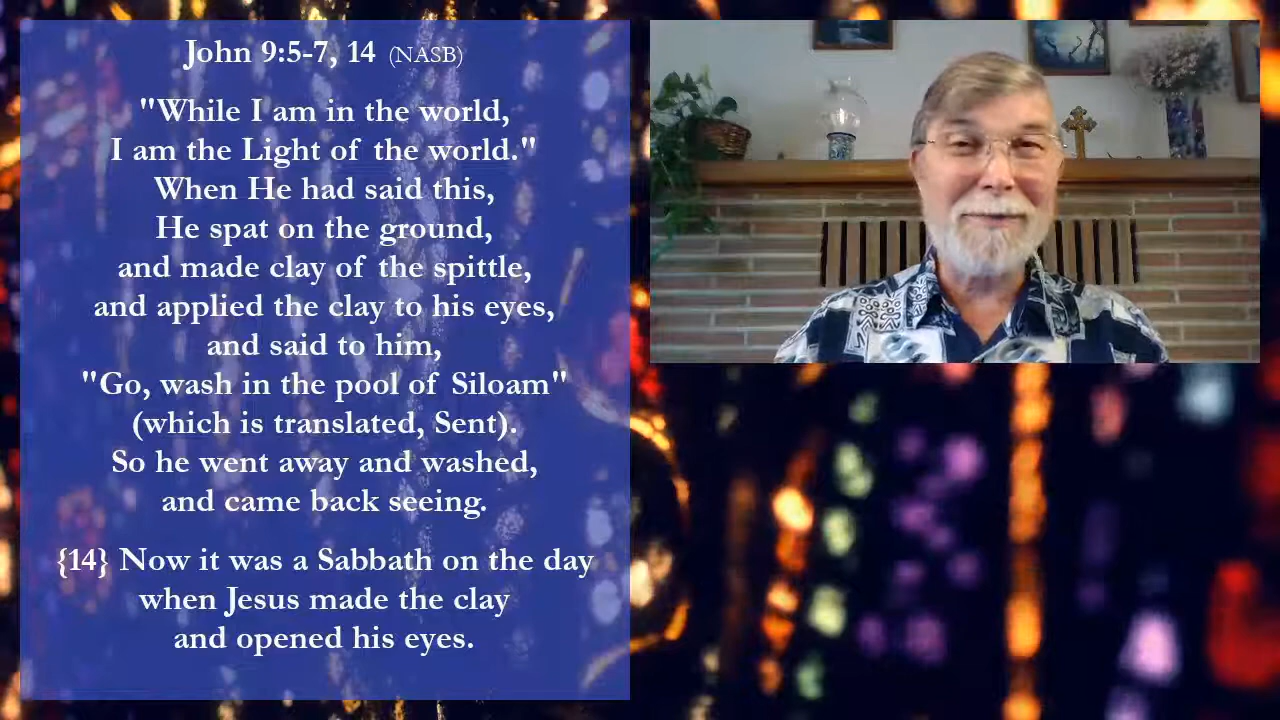 John 9:5-7, 14 (NASB)
"While I am in the world,
I am the Light of the world."
When He had said this,
He spat on the ground,
and made clay of the spittle,
and applied the clay to his eyes,
and said to him,
"Go, wash in the pool of Siloam"
(which is translated, Sent).
So he went away and washed,
and came back seeing.
{14} Now it was a Sabbath on the day
when Jesus made the clay
and opened his eyes.